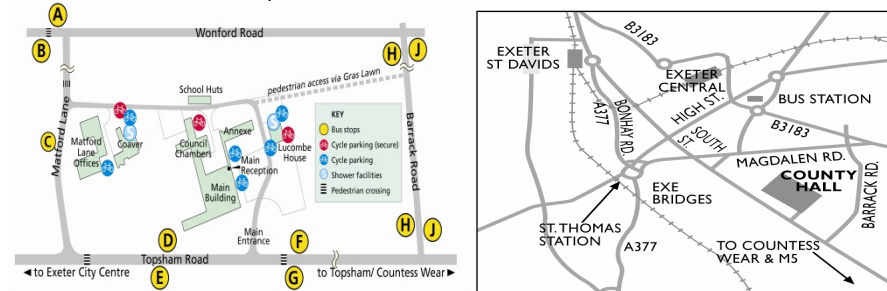 A
Wonford Road
B
H
J
pedestrian access via Gras Lawn
School Huts
Matford Lane
C
Matford
Lane
Offices
Coaver
S
Council
Chambers
Annexe
S
Lucombe
House
Main
Reception
Main
Building
KEY
Bus stops
Cycle parking (secure)
Cycle parking
S Shower facilities
Pedestrian crossing
Barrack Road
H
J
D
Main
Entrance
F
Topsham Road
E
G
to Exeter City Centre
to Topsham/ Countess Wear
B3183
EXETER
ST DAVIDS
EXETER
CENTRAL
A377
BONHAY RD.
HIGH ST.
BUS STATION
SOUTH
ST.
B3183
MAGDALEN RD.
COUNTY
HALL
BARRACK RD.
EXE
BRIDGES
ST.THOMAS
STATION
A377
TO COUNTESS
WEAR & M5